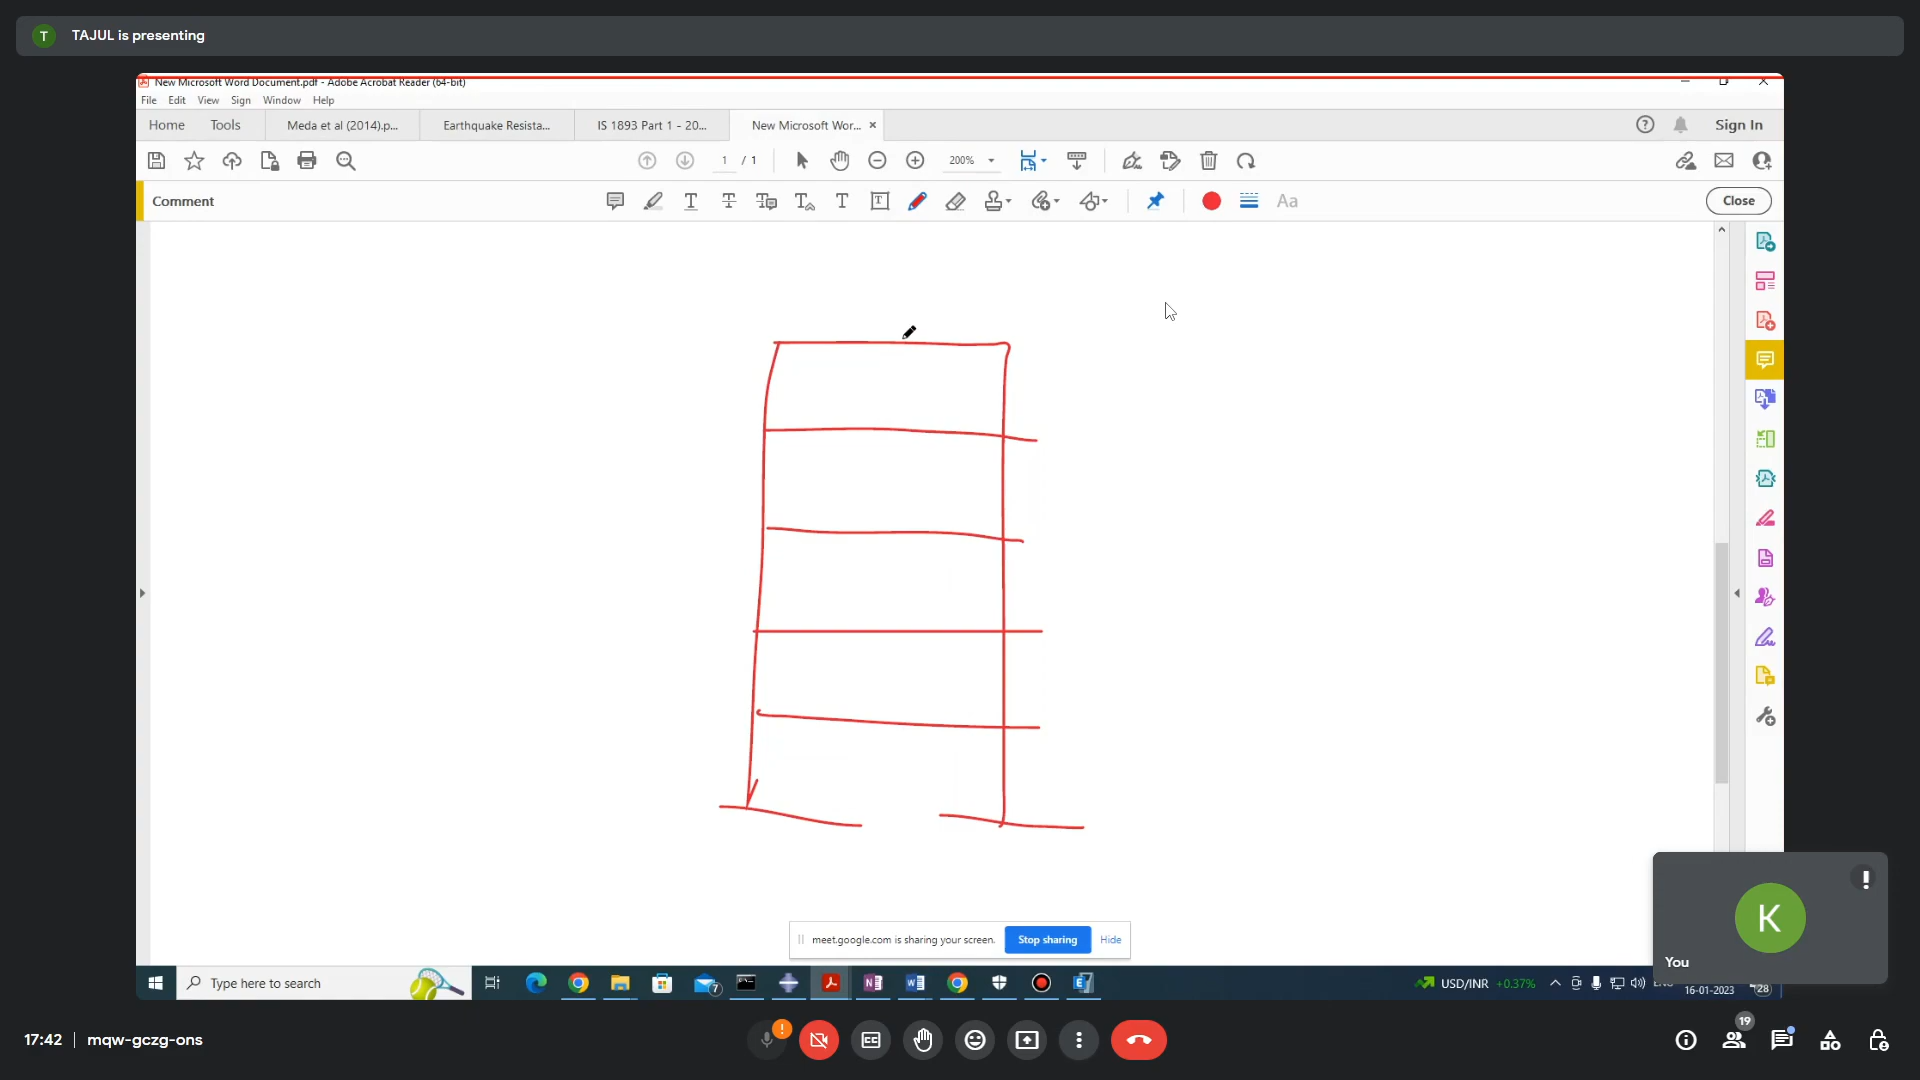 T TAJUL is presenting
New Microsoft Word Document.pdf - Adobe Acrobat Reader (64-bit)
File Edit View Sign Window Help
Home Tools Meda et al (2014).p... Earthquake Resista... IS 1893 Part 1 - 20... New Microsoft Wor... × Sign In
1 / 1 200%
Comment Aa Close
K
You
meet.google.com is sharing your screen. Stop sharing Hide
Type here to search 7 USD/INR +0.37%
16-01-2023 28
17:42 mqw-gczg-ons 19